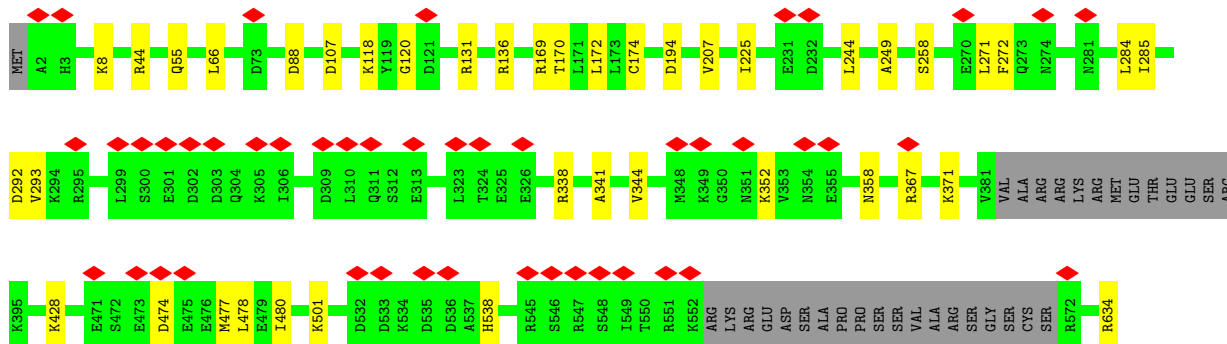 MET A2 H3 K8 R44 Q55 L66 D73 D88 D107 K118 Y119 G120 D121 R131 R136 R169 T170 L171 L172 L173 C174 D194 V207 I225 E231 D232 L244 A249 S258 E270 L271 F272 Q273 N274 N281 L284 I285
D292 V293 K294 R295 L299 S300 E301 D302 D303 Q304 K305 I306 D309 L310 Q311 S312 E313 L323 T324 E325 E326 R338 A341 V344 M348 K349 G350 N351 K352 V353 N354 E355 N358 R367 K371 V381 VAL ALA ARG ARG LYS ARG MET GLU THR GLU GLU SER ARG
K395 K428 E471 S472 E473 D474 E475 E476 M477 L478 E479 I480 K501 D532 D533 K534 D535 D536 A537 H538 R545 S546 R547 S548 I549 T550 R551 K552 ARG LYS ARG GLU ASP SER ALA PRO PRO SER SER VAL ALA ARG SER GLY SER CYS SER R572 R634